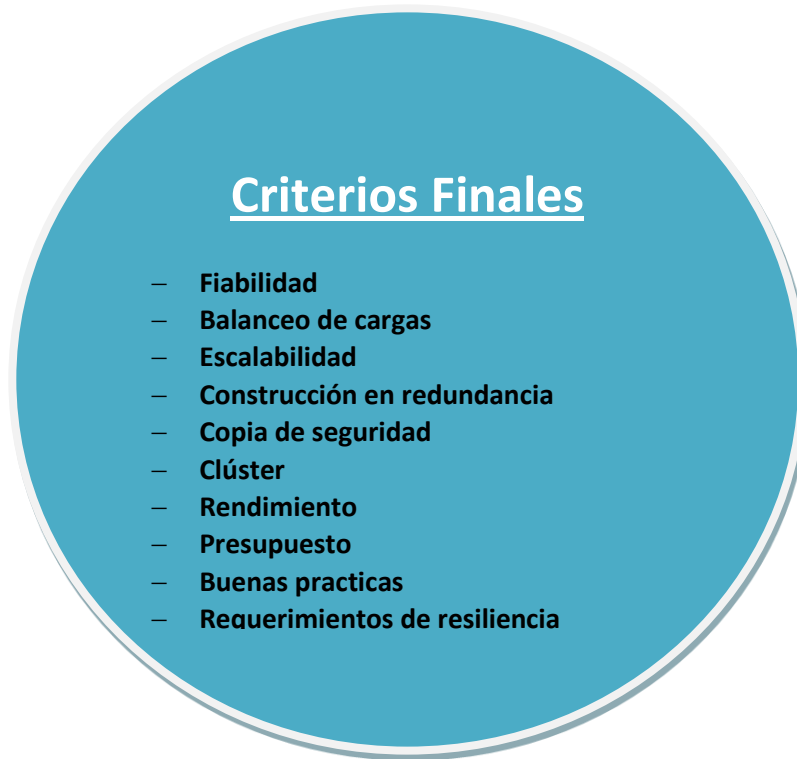 Criterios Finales
– Fiabilidad
– Balanceo de cargas
– Escalabilidad
– Construcción en redundancia
– Copia de seguridad
– Clúster
– Rendimiento
– Presupuesto
– Buenas practicas
– Requerimientos de resiliencia